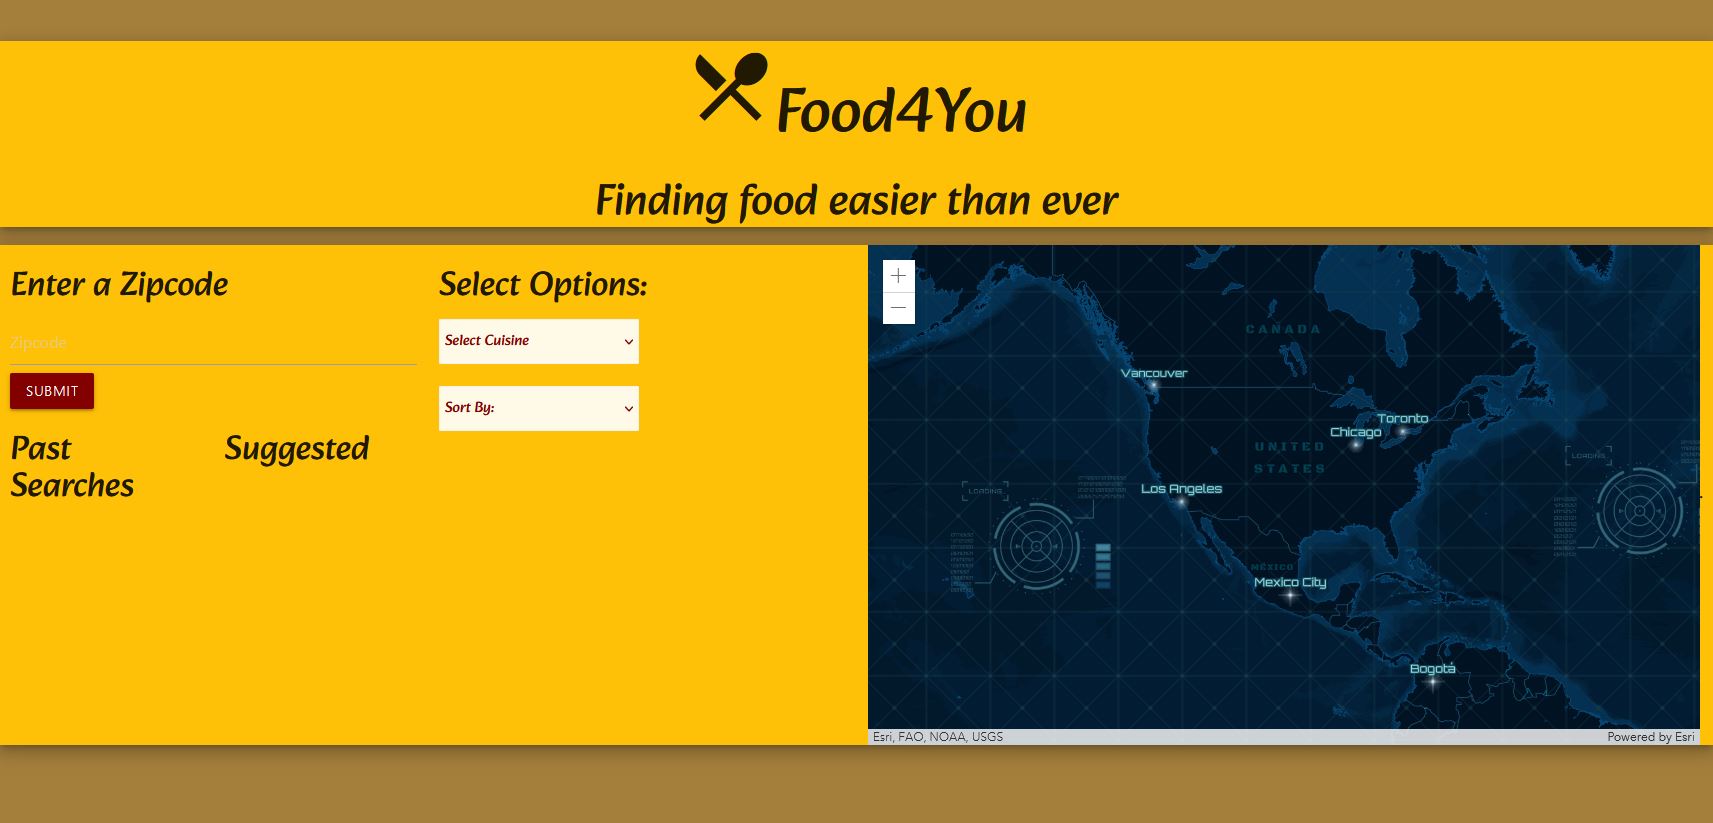 Food4You
Finding food easier than ever
Enter a Zipcode
Zipcode
SUBMIT
Past
Searches
Suggested
Select Options:
Select Cuisine
Sort By:
CANADA
Vancouver
Toronto
Chicago
UNITED
STATES
LOADING
Los Angeles
LOADING
MÉXICO
Mexico City
Bogotá
Esri, FAO, NOAA, USGS
Powered by Esri